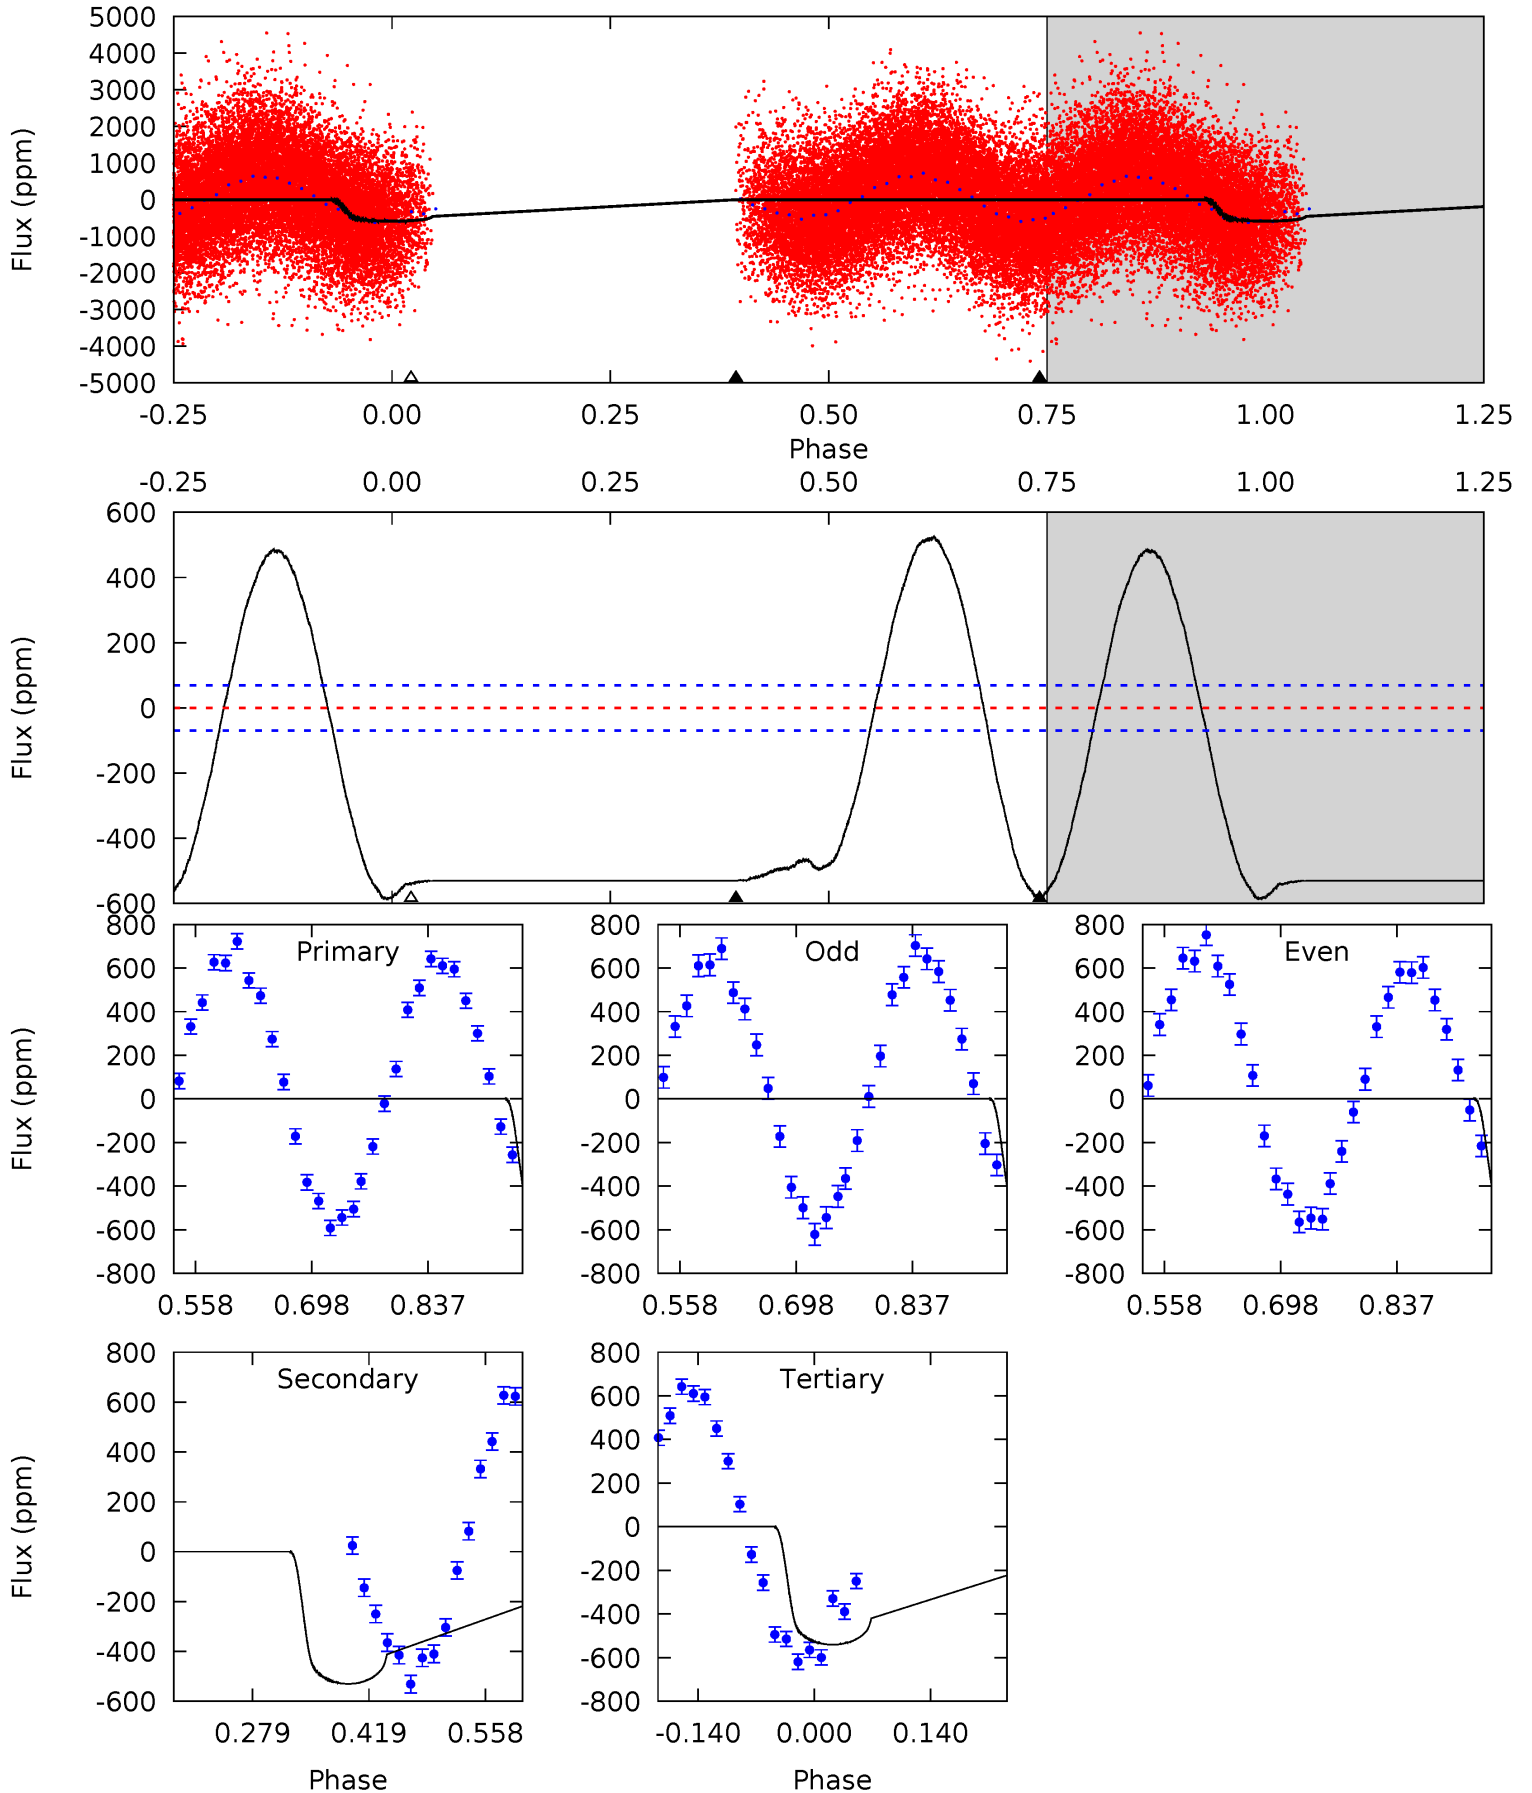 5000
4000
3000
2000
1000
0
-1000
-2000
-3000
-4000
-5000
Flux (ppm)
-0.25 0.00 0.25 0.50 0.75 1.00 1.25
Phase
-0.25 0.00 0.25 0.50 0.75 1.00 1.25
600
400
200
0
-200
-400
-600
Flux (ppm)
Primary Odd Even
800 800 800
600 600 600
400 400 400
200 200 200
0 0 0
-200 -200 -200
-400 -400 -400
-600 -600 -600
-800 -800 -800
Flux (ppm)
0.558 0.698 0.837 0.558 0.698 0.837 0.558 0.698 0.837
Secondary Tertiary
800 800
600 600
400 400
200 200
0 0
-200 -200
-400 -400
-600 -600
-800
Flux (ppm)
0.279 0.419 0.558 -0.140 0.000 0.140
Phase Phase